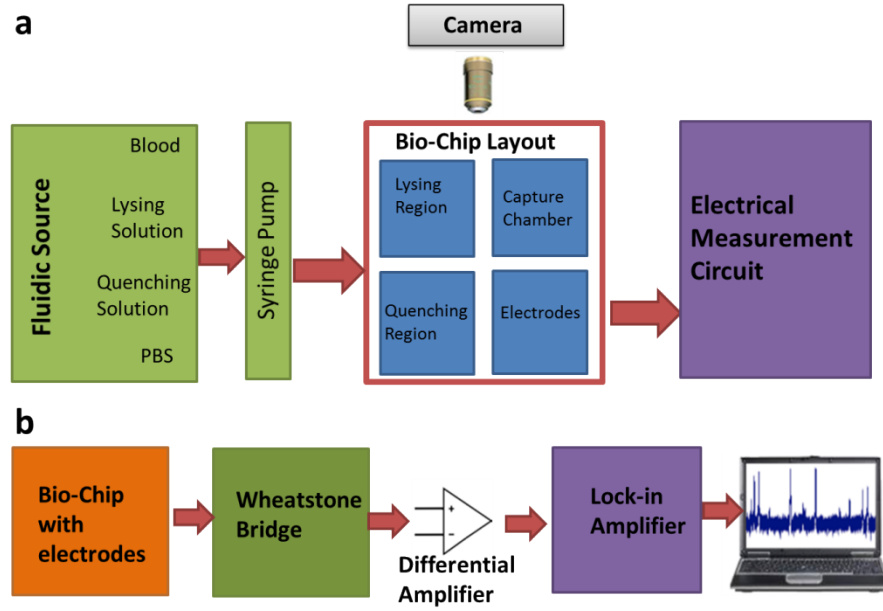 a
Camera
Fluidic Source
Blood
Lysing
Solution
Quenching
Solution
PBS
Syringe Pump
Bio-Chip Layout
Lysing
Region
Capture
Chamber
Quenching
Region
Electrodes
Electrical
Measurement
Circuit
b
Bio-Chip
with
electrodes
Wheatstone
Bridge
+
−
Differential
Amplifier
Lock-in
Amplifier